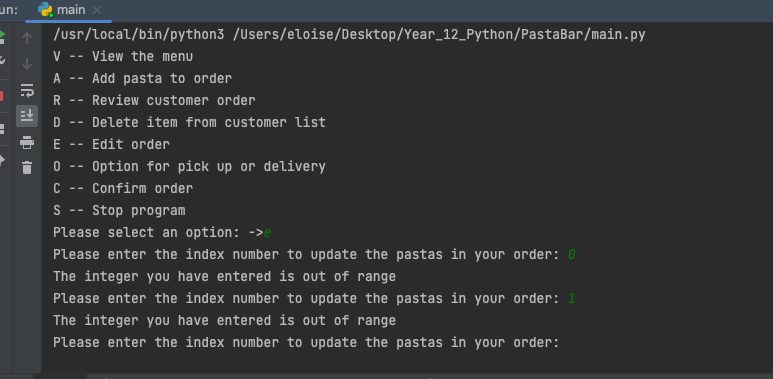 un: main
/usr/local/bin/python3 /Users/eloise/Desktop/Year_12_Python/PastaBar/main.py
V -- View the menu
A -- Add pasta to order
R -- Review customer order
D -- Delete item from customer list
E -- Edit order
O -- Option for pick up or delivery
C -- Confirm order
S -- Stop program
Please select an option: ->e
Please enter the index number to update the pastas in your order: 0
The integer you have entered is out of range
Please enter the index number to update the pastas in your order: 1
The integer you have entered is out of range
Please enter the index number to update the pastas in your order: